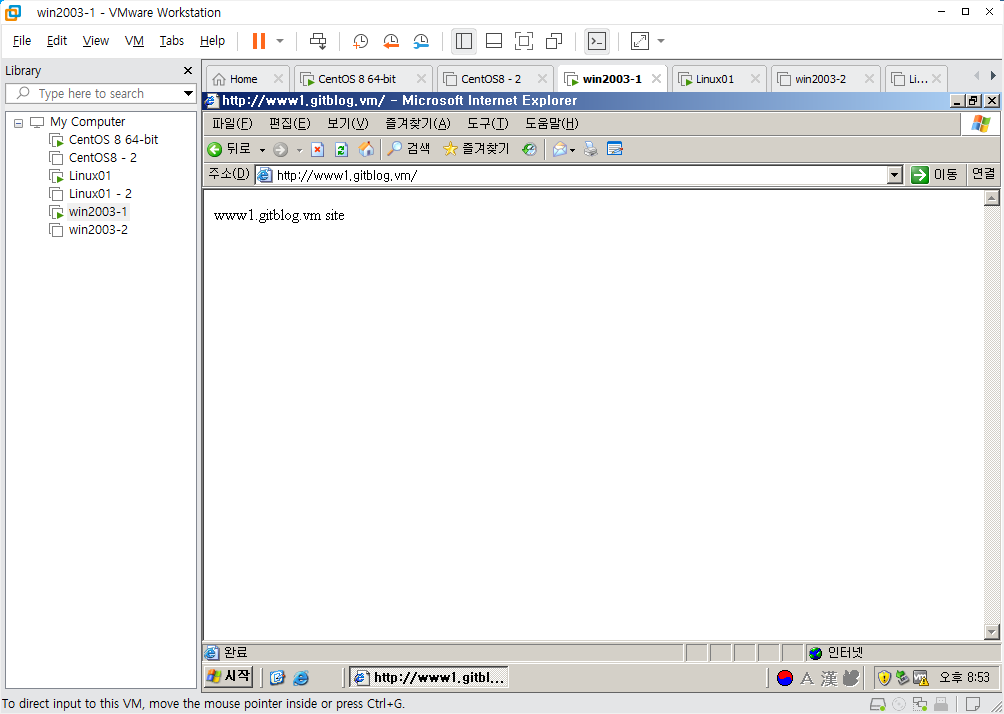 win2003-1 - VMware Workstation
File Edit View VM Tabs Help
Library
Type here to search
My Computer
CentOS 8 64-bit
CentOS8 - 2
Linux01
Linux01 - 2
win2003-1
win2003-2
Home CentOS 8 64-bit CentOS8 - 2 win2003-1 Linux01 win2003-2 Li...
http://www1.gitblog.vm/ - Microsoft Internet Explorer
파일(F) 편집(E) 보기(V) 즐겨찾기(A) 도구(T) 도움말(H)
뒤로 검색 즐겨찾기
주소(D) http://www1.gitblog.vm/ 이동 연결
www1.gitblog.vm site
완료 인터넷
시작 http://www1.gitbl... A 漢 오후 8:53
To direct input to this VM, move the mouse pointer inside or press Ctrl+G.